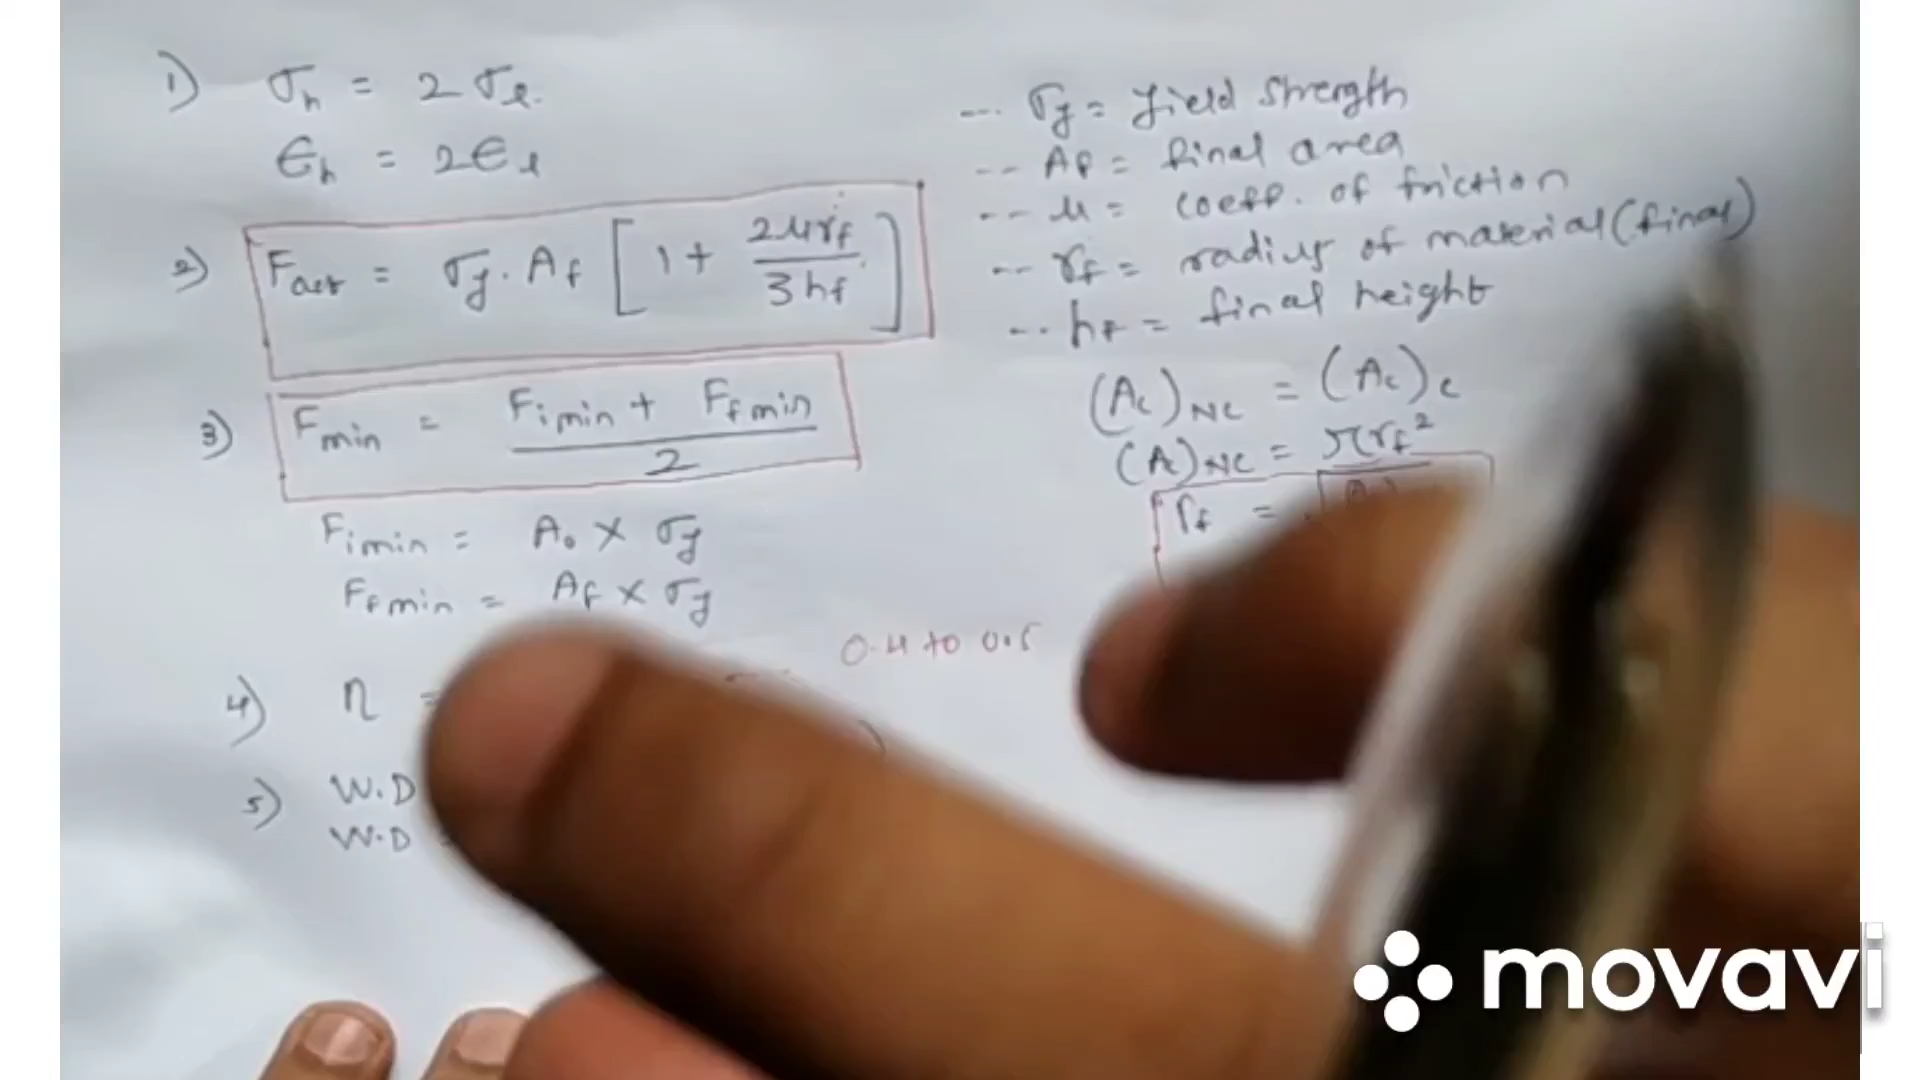 1) σh = 2σl.
εh = 2εl
2) Fact = σy . Af [ 1 + 2μrf / 3hf ]
3) Fmin = Fimin + Ffmin / 2
Fimin = A0 × σy
Ffmin = Af × σy
4) η =
0.4 to 0.5
5) W.D
W.D
--- σy = yield strength
-- Af = final area
-- μ = coeff. of friction
-- rf = radius of material (final)
-- hf = final height
(Ac)NC = (Ac)C
(A)NC = πrf²
rf =
movavi